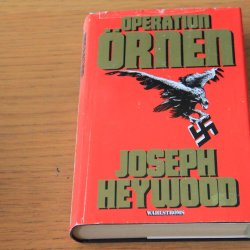 OPERATION
ÖRNEN
JOSEPH
HEYWOOD
WAHLSTRÖMS